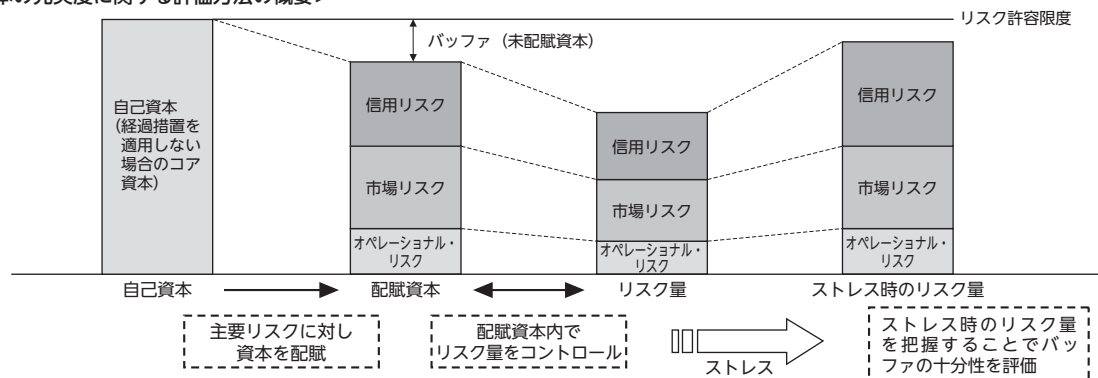 の充実度に関する評価方法の概要>
リスク許容限度
バッファ(未配賦資本)
自己資本
(経過措置を
適用しない
場合のコア
資本)
信用リスク
市場リスク
オペレーショナル・
リスク
信用リスク
市場リスク
オペレーショナル・
リスク
信用リスク
市場リスク
オペレーショナル・
リスク
自己資本
配賦資本
リスク量
ストレス時のリスク量
主要リスクに対し
資本を配賦
配賦資本内で
リスク量をコントロール
ストレス
ストレス時のリスク量
を把握することでバッ
ファの十分性を評価